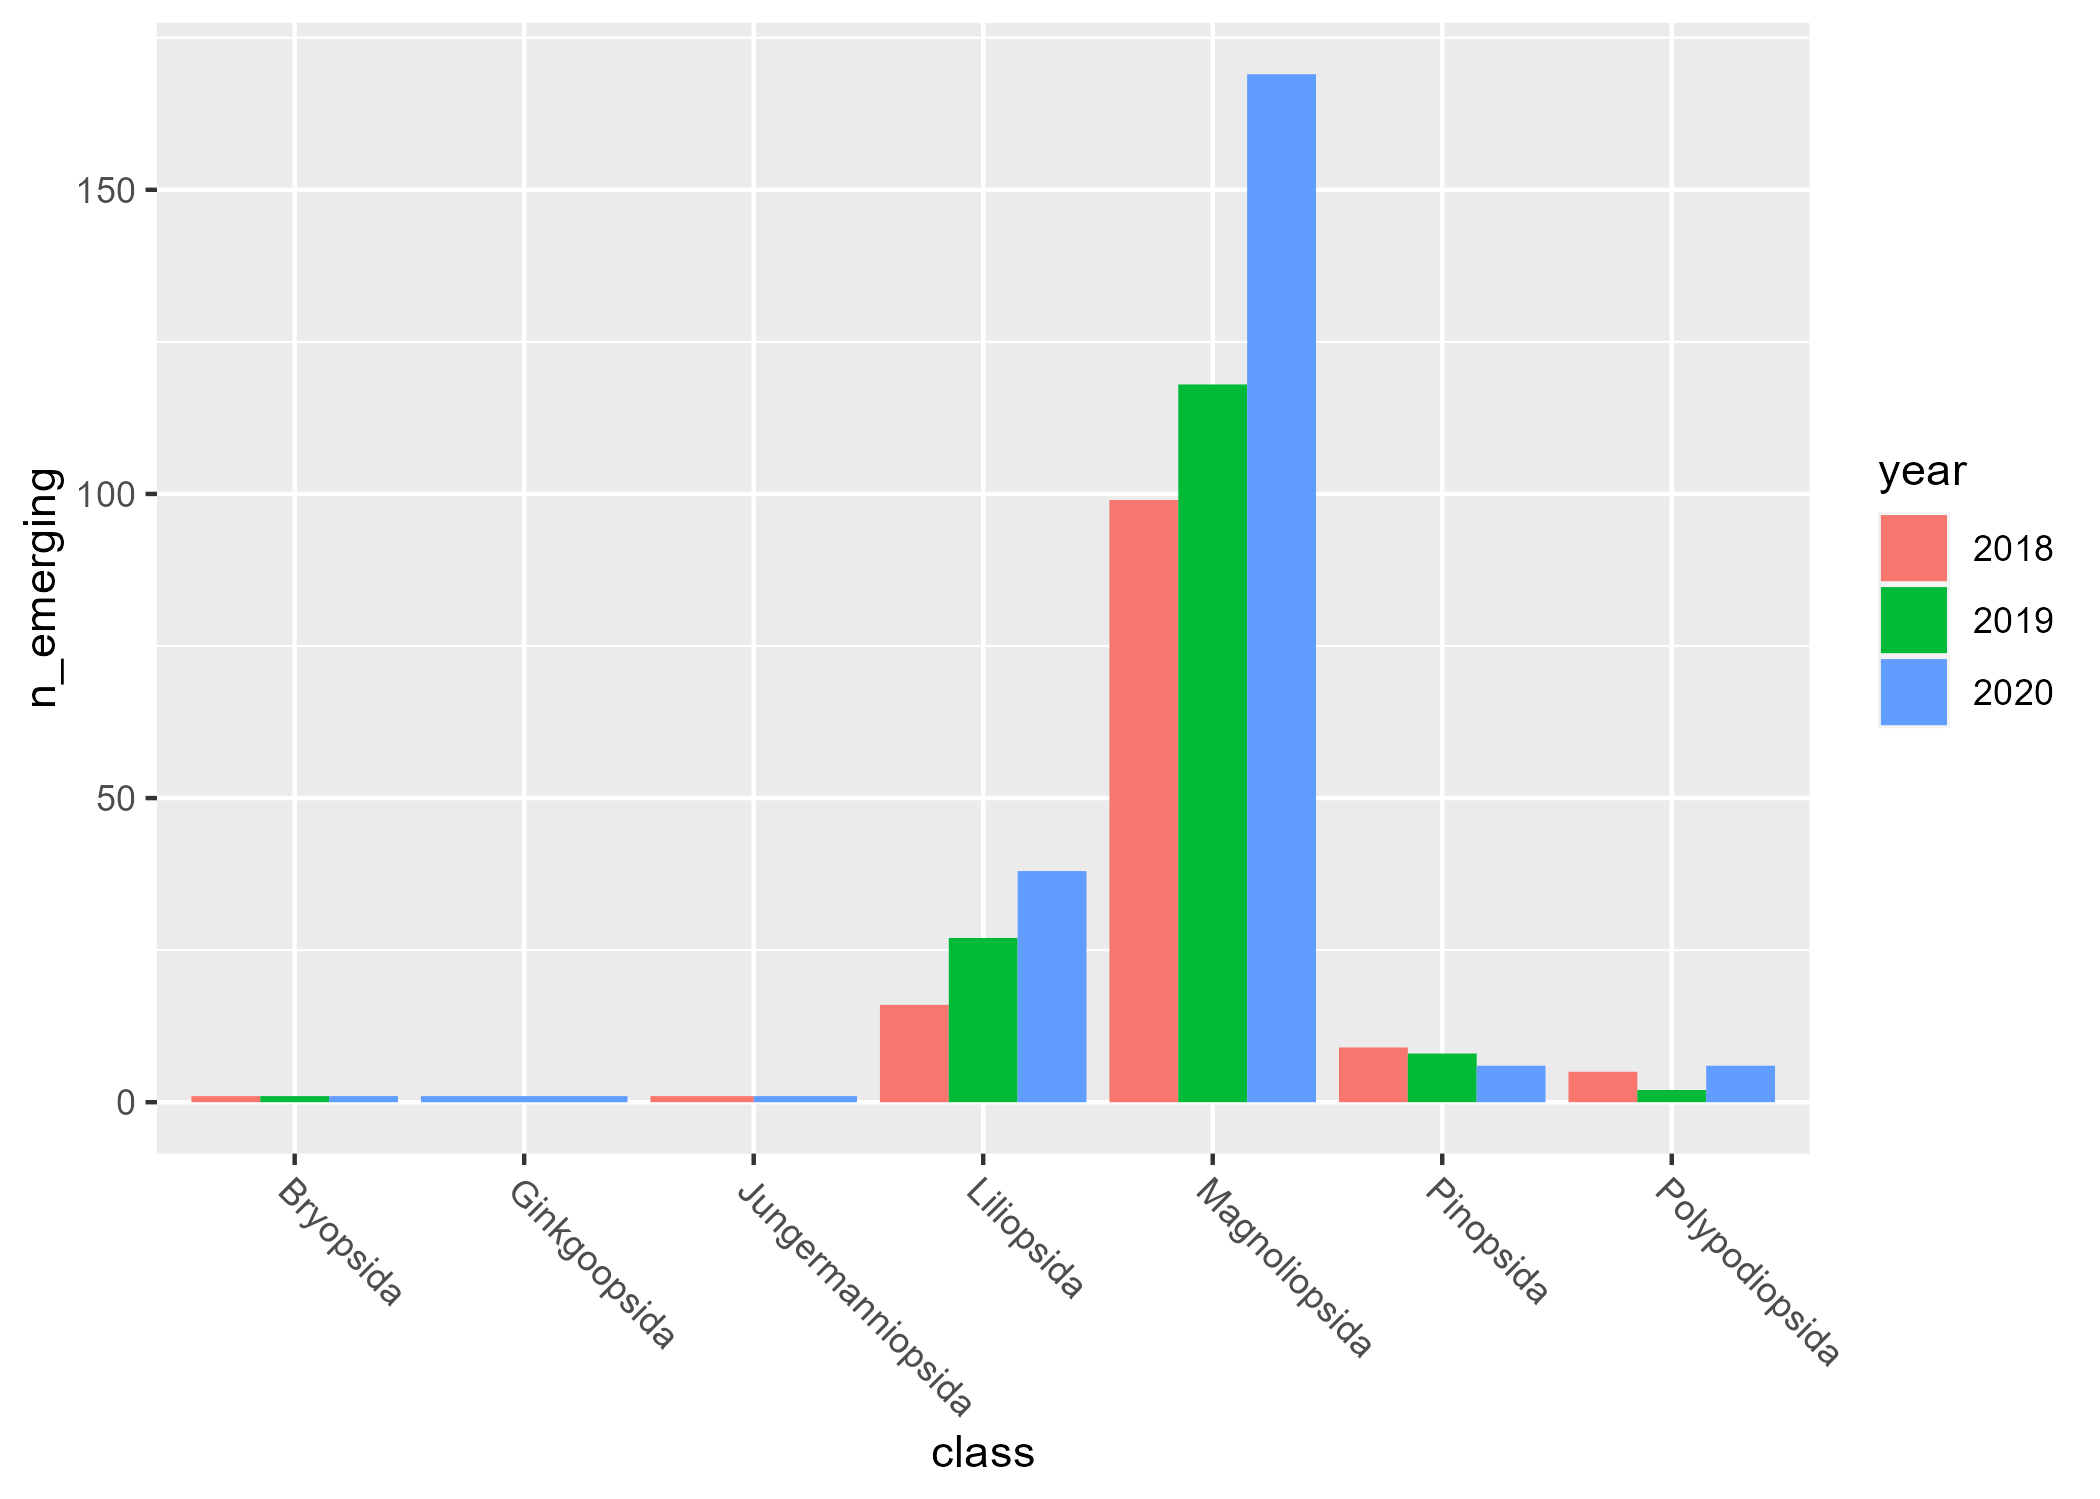 n_emerging
150
100
50
0
Bryopsida
Ginkgoopsida
Jungermanniopsida
Liliopsida
Magnoliopsida
Pinopsida
Polypodiopsida
class
year
2018
2019
2020